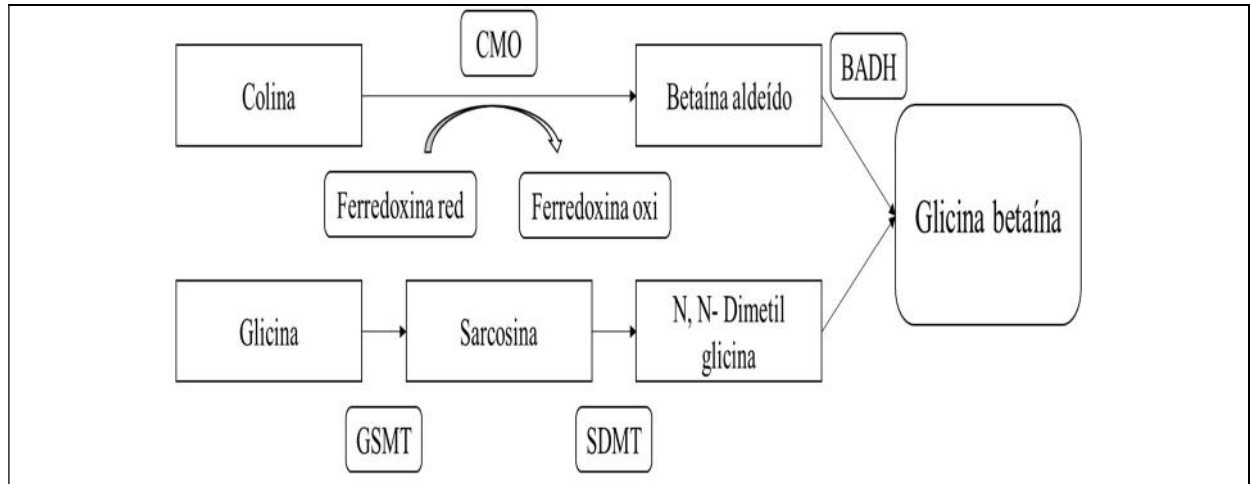 CMO
Colina
Betaína aldeído
BADH
Ferredoxina red
Ferredoxina oxi
Glicina betaína
Glicina
Sarcosina
N, N- Dimetil
glicina
GSMT
SDMT